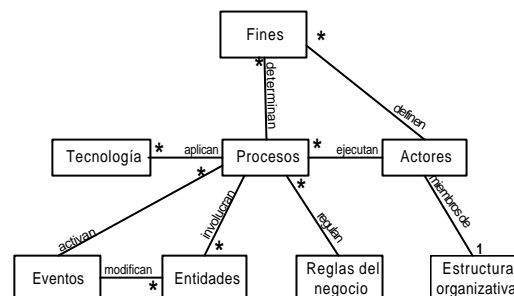 Fines
*
*
determinan
definen
Tecnología
*
aplican
Procesos
*
ejecutan
Actores
*
*
activan
involucran
regulan
miembros de
*
1
Eventos
modifican
*
Entidades
Reglas del
negocio
Estructura
organizativa